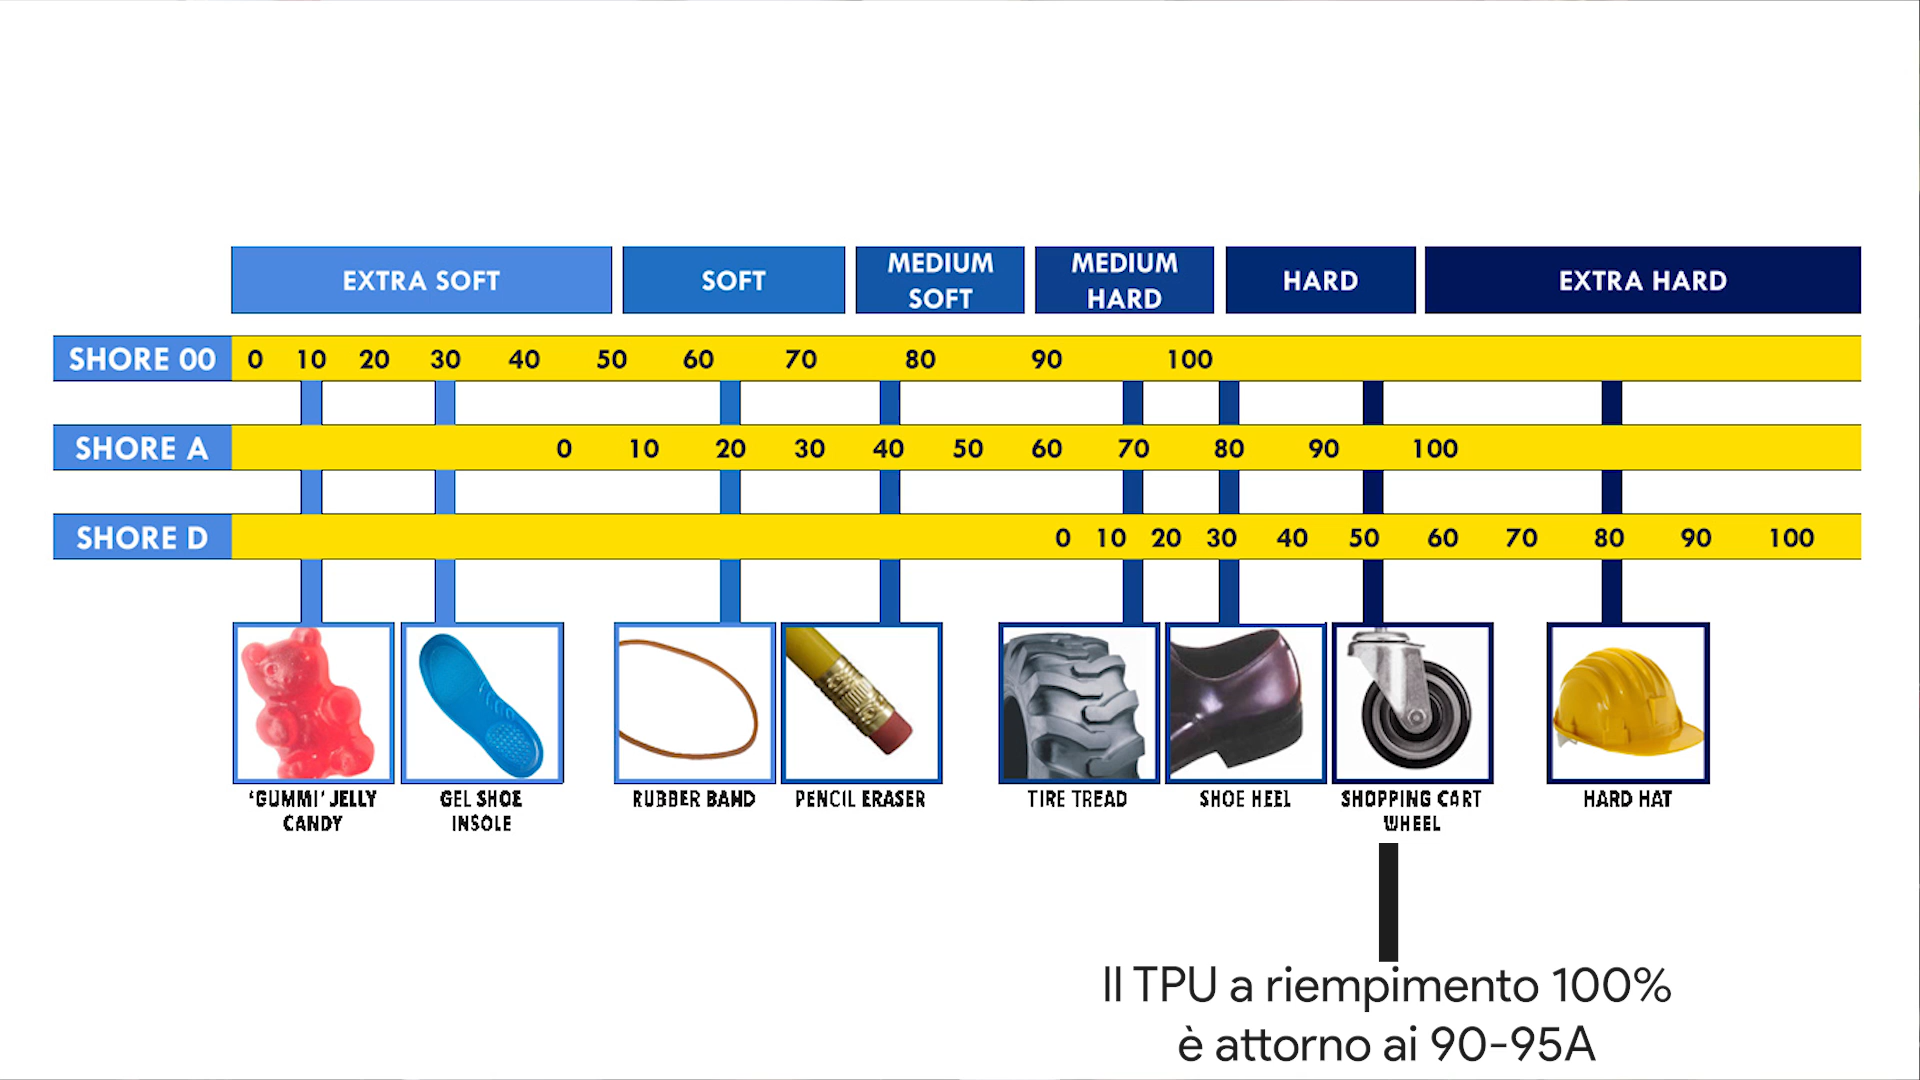 EXTRA SOFT
SOFT
MEDIUM
SOFT
MEDIUM
HARD
HARD
EXTRA HARD
SHORE 00 0 10 20 30 40 50 60 70 80 90 100
SHORE A 0 10 20 30 40 50 60 70 80 90 100
SHORE D 0 10 20 30 40 50 60 70 80 90 100
‘GUMMI’ JELLY
CANDY
GEL SHOE
INSOLE
RUBBER BAND
PENCIL ERASER
TIRE TREAD
SHOE HEEL
SHOPPING CART
WHEEL
HARD HAT
Il TPU a riempimento 100%
è attorno ai 90-95A